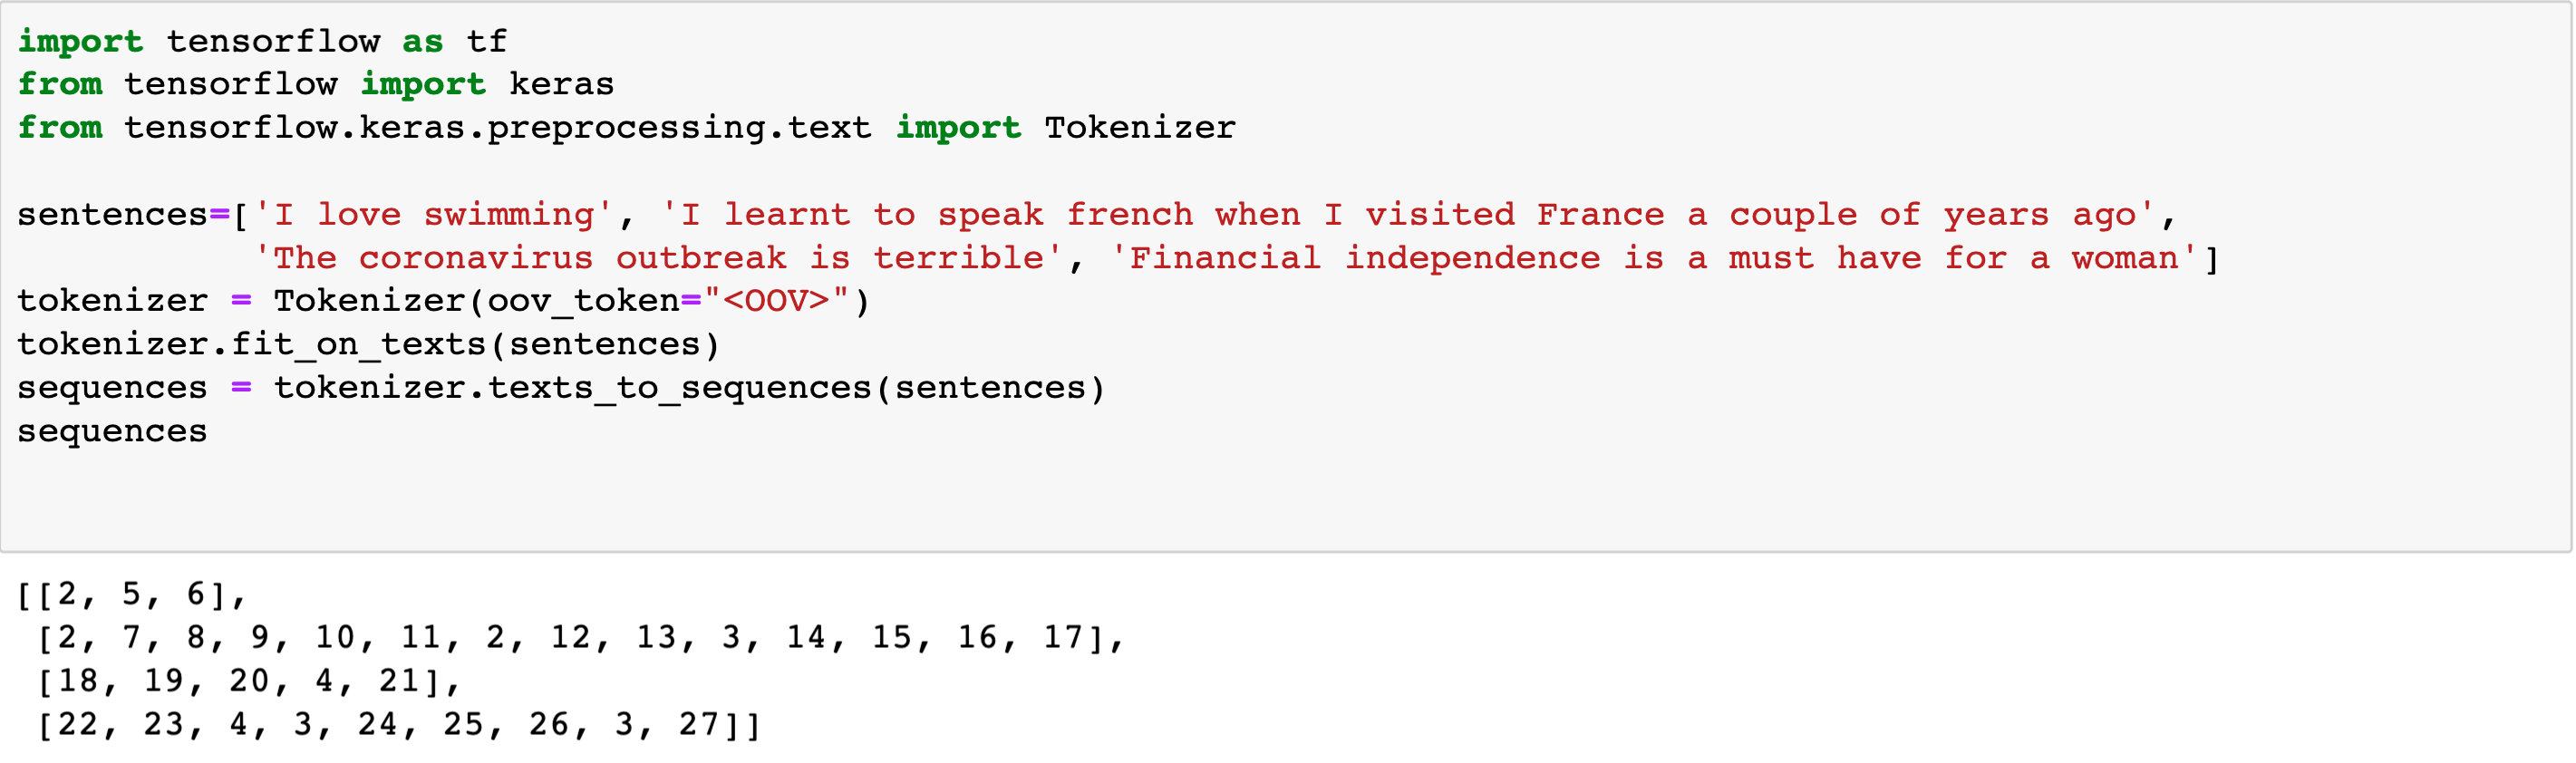 import tensorflow as tf
from tensorflow import keras
from tensorflow.keras.preprocessing.text import Tokenizer
sentences=['I love swimming', 'I learnt to speak french when I visited France a couple of years ago',
'The coronavirus outbreak is terrible', 'Financial independence is a must have for a woman']
tokenizer = Tokenizer(oov_token="<OOV>")
tokenizer.fit_on_texts(sentences)
sequences = tokenizer.texts_to_sequences(sentences)
sequences
[[2, 5, 6],
[2, 7, 8, 9, 10, 11, 2, 12, 13, 3, 14, 15, 16, 17],
[18, 19, 20, 4, 21],
[22, 23, 4, 3, 24, 25, 26, 3, 27]]